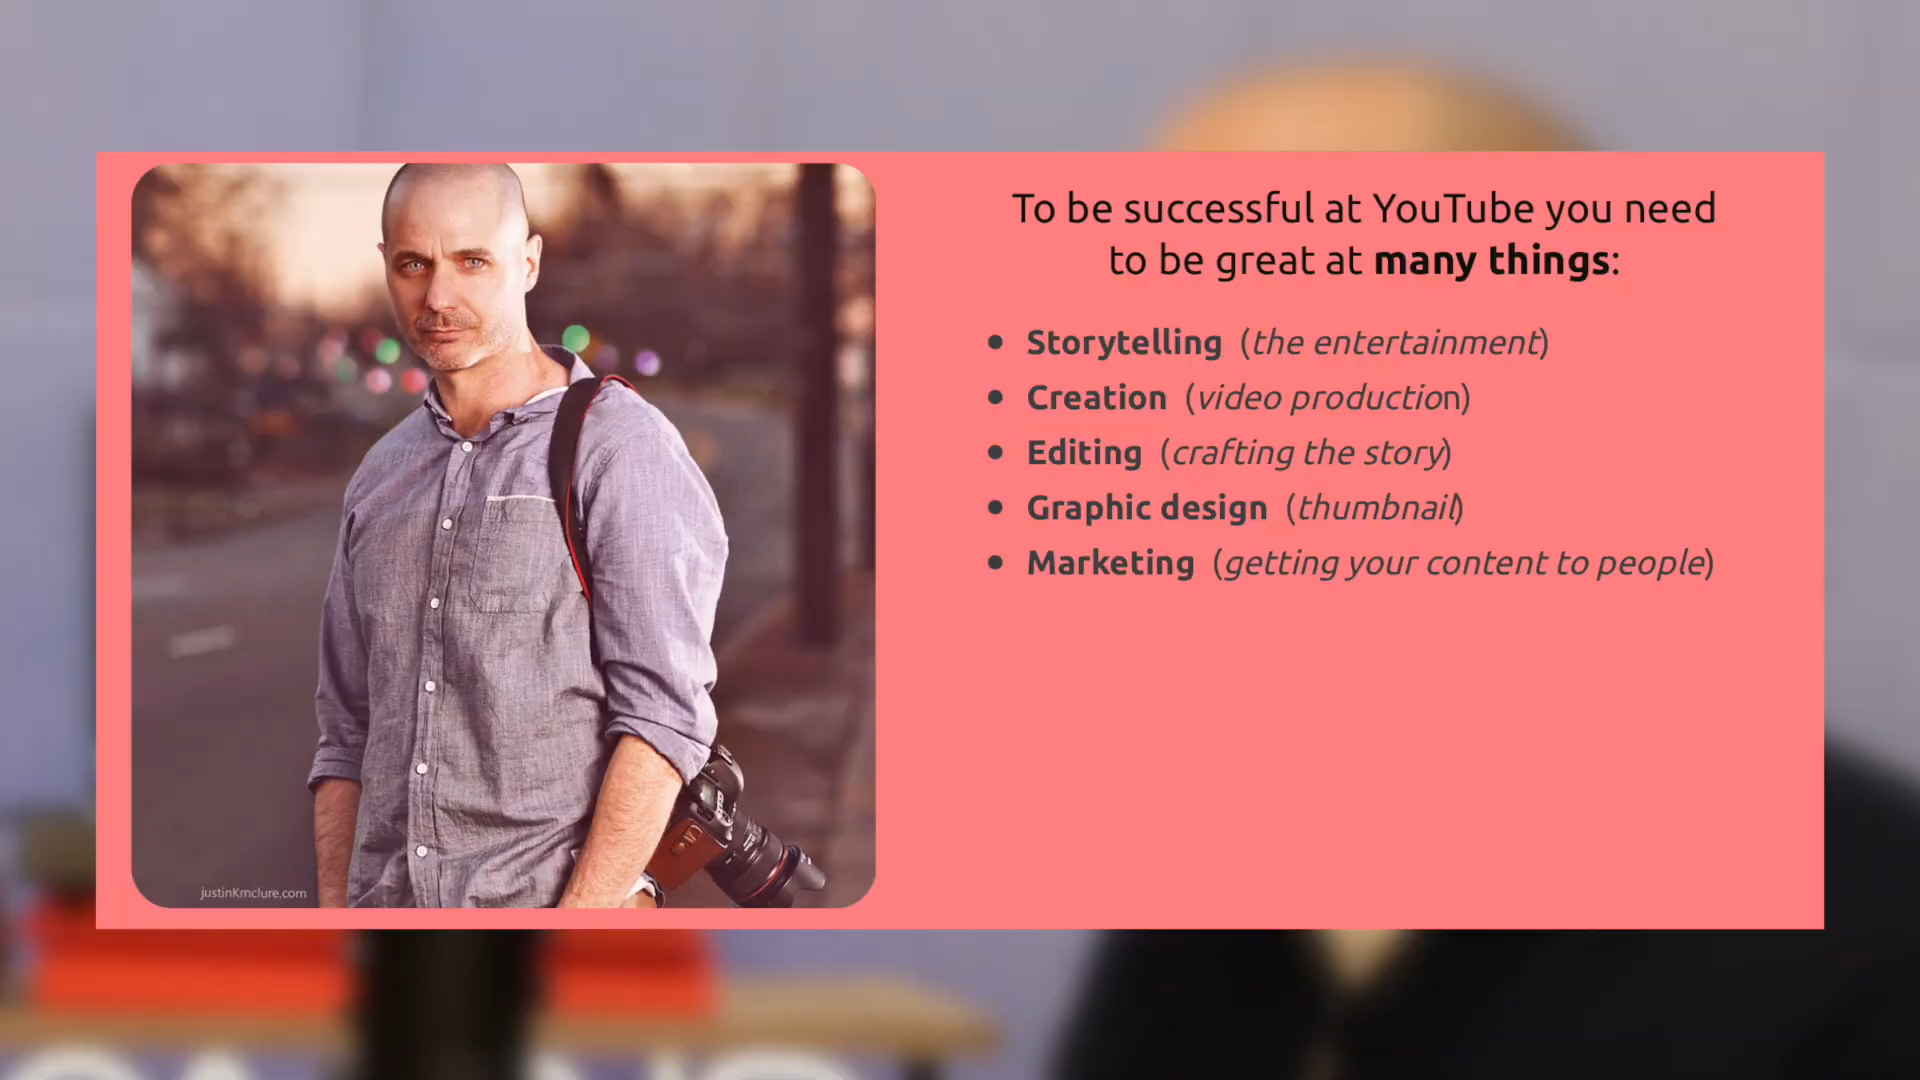 To be successful at YouTube you need
to be great at many things:
• Storytelling (the entertainment)
• Creation (video production)
• Editing (crafting the story)
• Graphic design (thumbnail)
• Marketing (getting your content to people)
justinKmclure.com